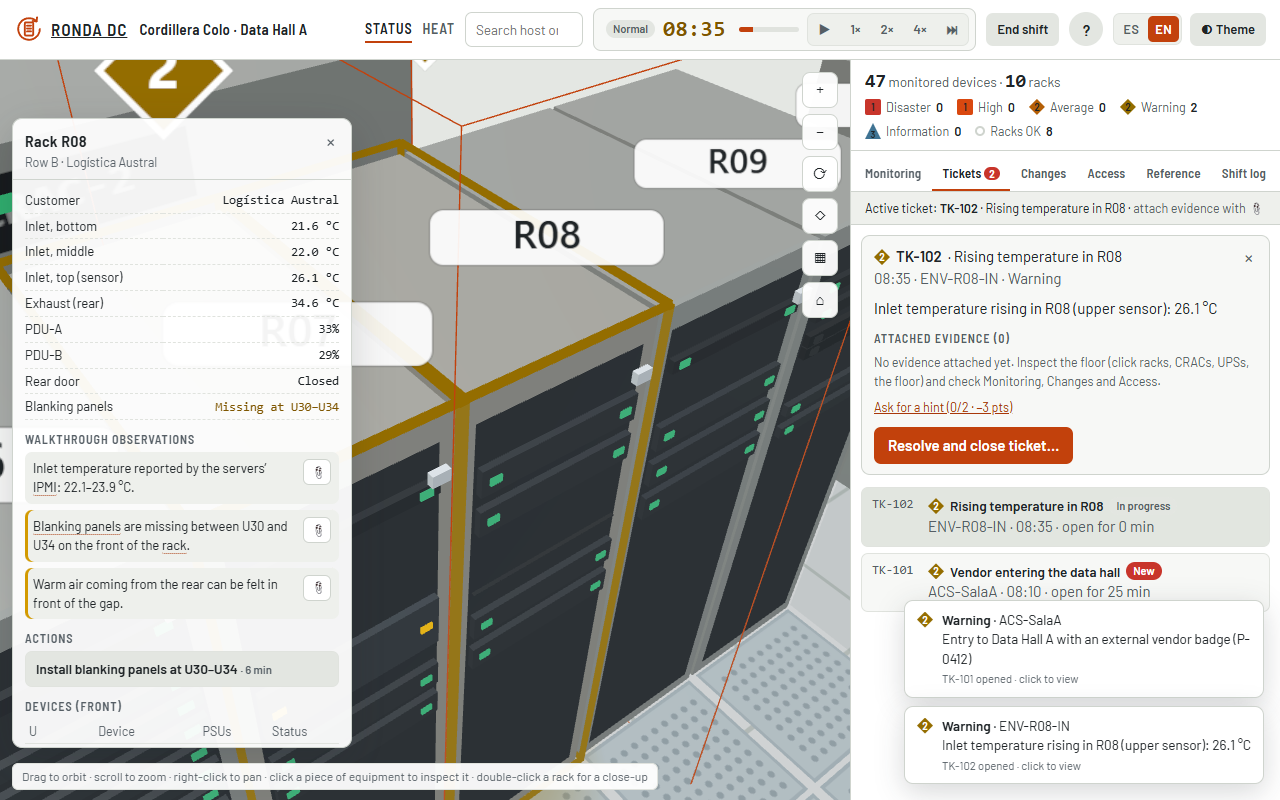 RONDA DC
Cordillera Colo · Data Hall A
STATUS
HEAT
Search host or
Normal
08:35
1×
2×
4×
End shift
?
ES
EN
Theme
2
R09
R08
R07
Rack R08
×
Row B · Logística Austral
Customer
Logística Austral
Inlet, bottom
21.6 °C
Inlet, middle
22.0 °C
Inlet, top (sensor)
26.1 °C
Exhaust (rear)
34.6 °C
PDU-A
33%
PDU-B
29%
Rear door
Closed
Blanking panels
Missing at U30–U34
WALKTHROUGH OBSERVATIONS
Inlet temperature reported by the servers'
IPMI: 22.1–23.9 °C.
Blanking panels are missing between U30 and
U34 on the front of the rack.
Warm air coming from the rear can be felt in
front of the gap.
ACTIONS
Install blanking panels at U30–U34 · 6 min
DEVICES (FRONT)
U
Device
PSUs
Status
Drag to orbit · scroll to zoom · right-click to pan · click a piece of equipment to inspect it · double-click a rack for a close-up
47 monitored devices · 10 racks
1 Disaster 0
1 High 0
2 Average 0
2 Warning 2
3 Information 0
Racks OK 8
Monitoring
Tickets 2
Changes
Access
Reference
Shift log
Active ticket: TK-102 · Rising temperature in R08 · attach evidence with
2 TK-102 · Rising temperature in R08
×
08:35 · ENV-R08-IN · Warning
Inlet temperature rising in R08 (upper sensor): 26.1 °C
ATTACHED EVIDENCE (0)
No evidence attached yet. Inspect the floor (click racks, CRACs, UPSs,
the floor) and check Monitoring, Changes and Access.
Ask for a hint (0/2 · −3 pts)
Resolve and close ticket...
TK-102
2 Rising temperature in R08 In progress
ENV-R08-IN · 08:35 · open for 0 min
TK-101
2 Vendor entering the data hall New
ACS-SalaA · 08:10 · open for 25 min
2 Warning · ACS-SalaA
Entry to Data Hall A with an external vendor badge (P-
0412)
TK-101 opened · click to view
2 Warning · ENV-R08-IN
Inlet temperature rising in R08 (upper sensor): 26.1 °C
TK-102 opened · click to view